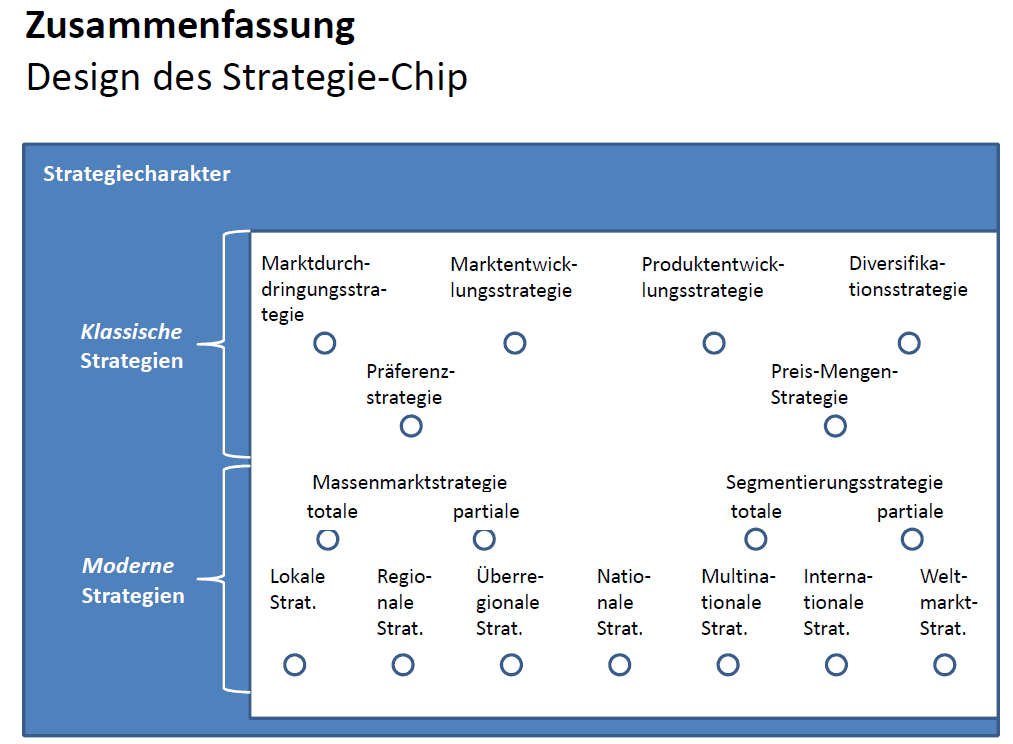 Zusammenfassung
Design des Strategie-Chip
Strategiecharakter
Klassische
Strategien
Marktdurch-
dringungsstra-
tegie
Marktentwick-
lungsstrategie
Produktentwick-
lungsstrategie
Diversifika-
tionsstrategie
Präferenz-
strategie
Preis-Mengen-
Strategie
Moderne
Strategien
Massenmarktstrategie
totale partiale
Segmentierungsstrategie
totale partiale
Lokale
Strat.
Regio-
nale
Strat.
Überre-
gionale
Strat.
Natio-
nale
Strat.
Multina-
tionale
Strat.
Interna-
tionale
Strat.
Welt-
markt-
Strat.